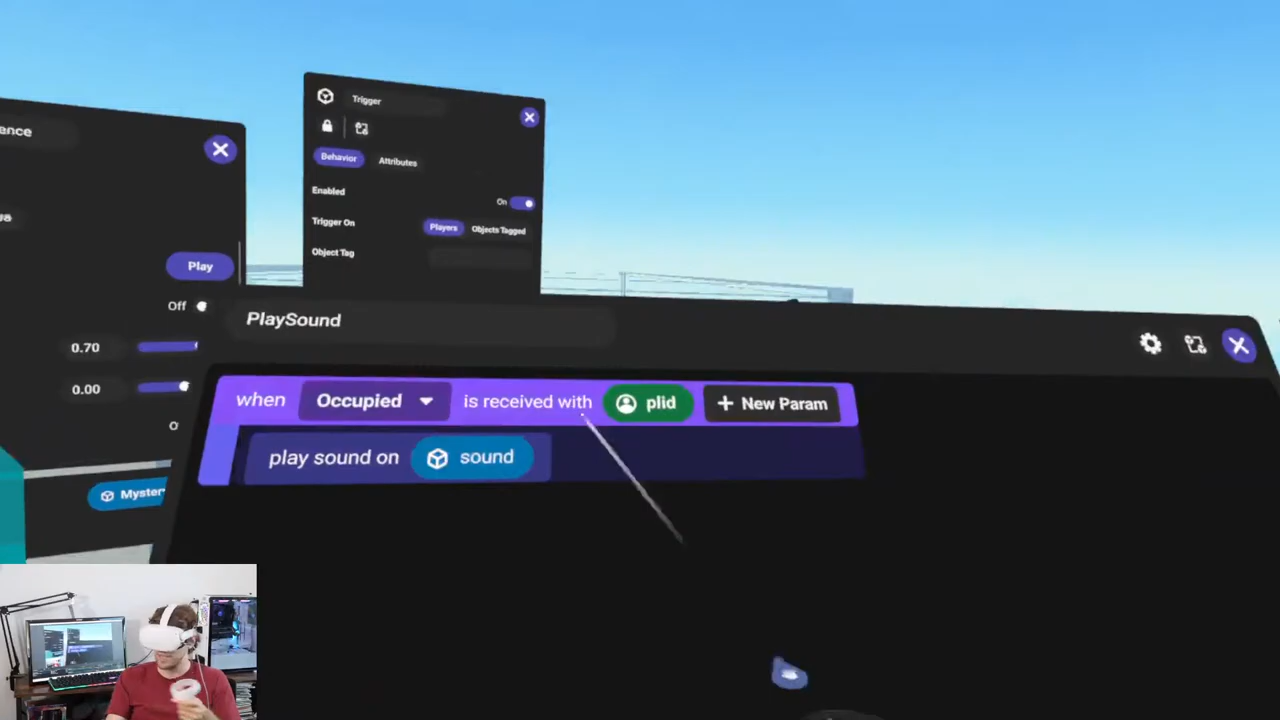 Trigger
Behavior Attributes
Enabled On
Trigger On Players Objects Tagged
Object Tag
ence
Play
Off
0.70
0.00
Myster
PlaySound
when Occupied is received with plid + New Param
play sound on sound